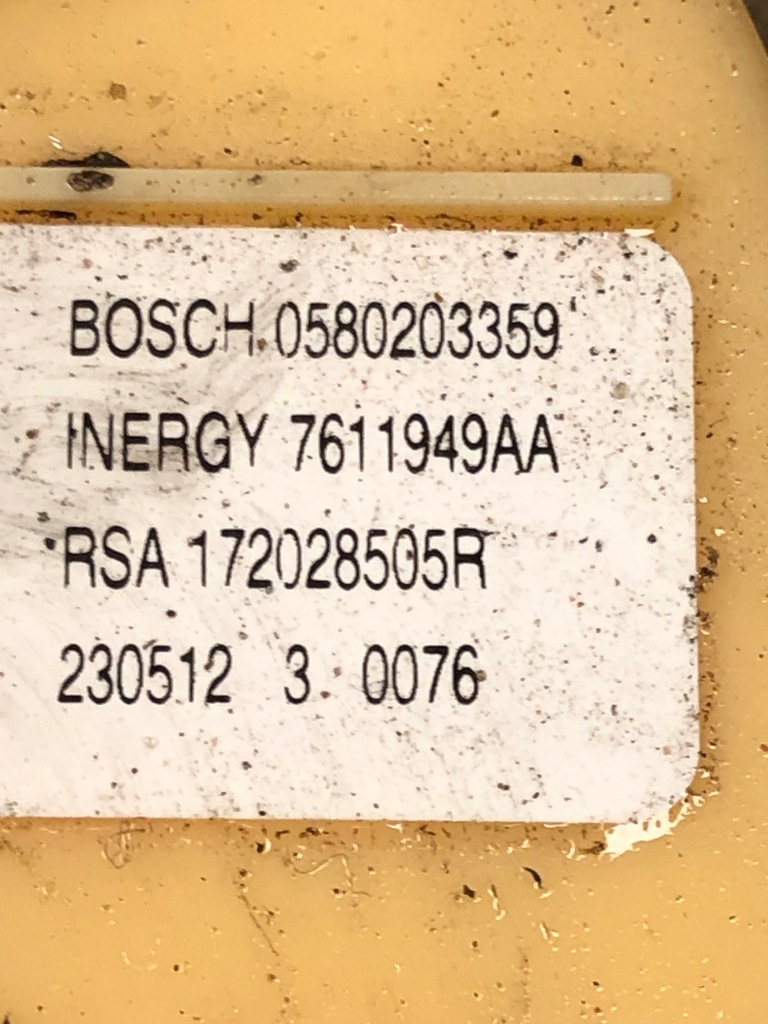 BOSCH 0580203359
INERGY 7611949AA
RSA 172028505R
230512 3 0076